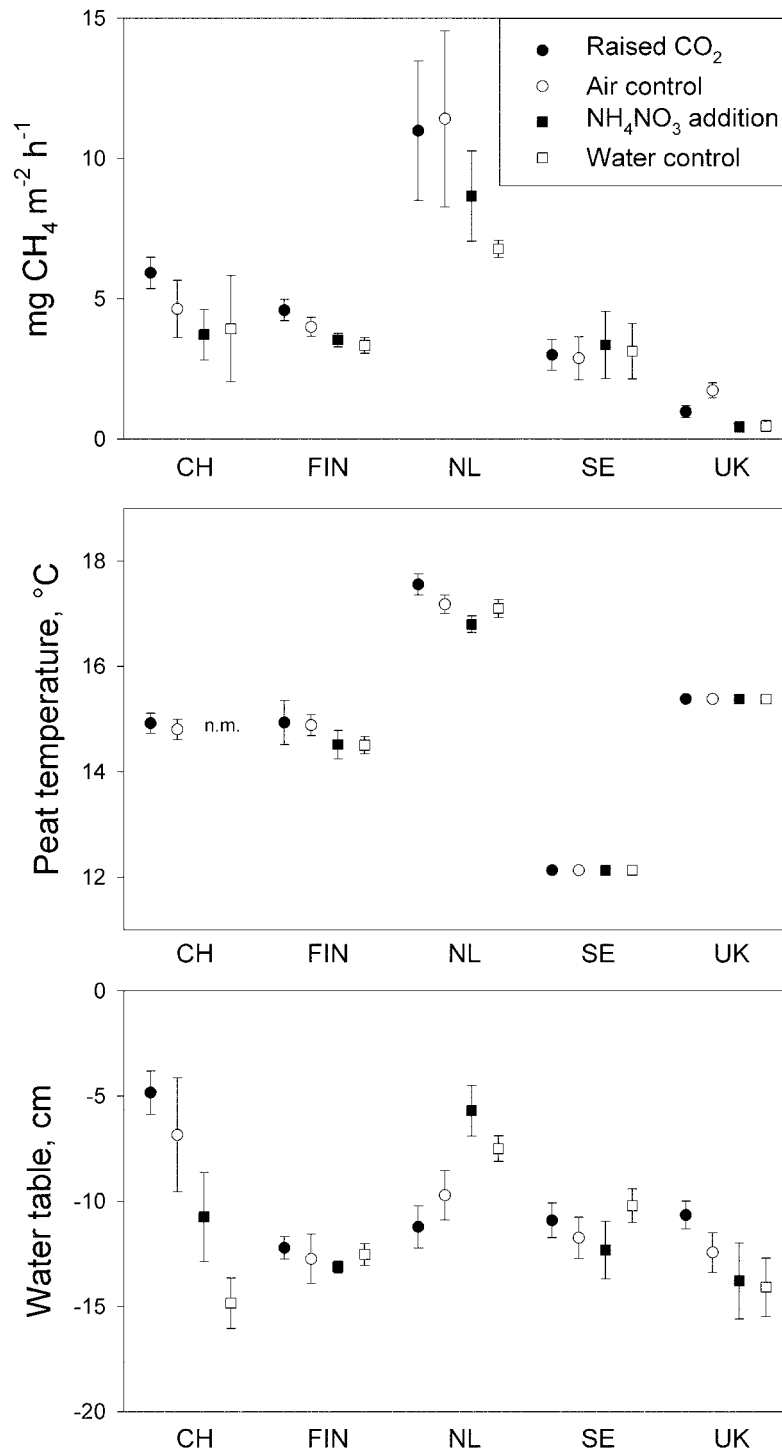 15
10
5
0
mg CH₄ m⁻² h⁻¹
Raised CO₂
Air control
NH₄NO₃ addition
Water control
CH FIN NL SE UK
18
16
14
12
Peat temperature, °C
n.m.
CH FIN NL SE UK
0
-5
-10
-15
-20
Water table, cm
CH FIN NL SE UK